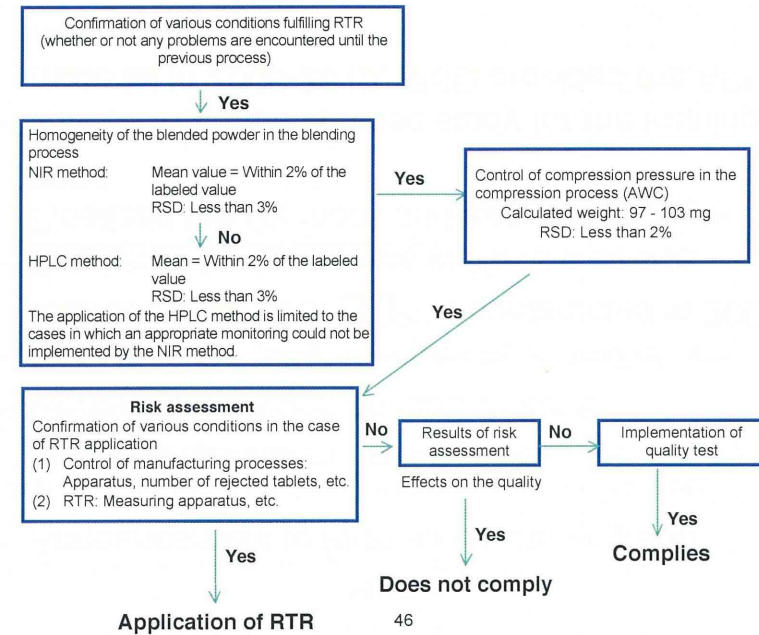 Confirmation of various conditions fulfilling RTR
(whether or not any problems are encountered until the
previous process)
Yes
Homogeneity of the blended powder in the blending
process
NIR method: Mean value = Within 2% of the
labeled value
RSD: Less than 3%
No
HPLC method: Mean = Within 2% of the labeled
value
RSD: Less than 3%
The application of the HPLC method is limited to the
cases in which an appropriate monitoring could not be
implemented by the NIR method.
Yes
Control of compression pressure in the
compression process (AWC)
Calculated weight: 97 - 103 mg
RSD: Less than 2%
Yes
Risk assessment
Confirmation of various conditions in the case
of RTR application
(1) Control of manufacturing processes:
Apparatus, number of rejected tablets, etc.
(2) RTR: Measuring apparatus, etc.
No
Results of risk
assessment
Effects on the quality
No
Implementation of
quality test
Yes
Application of RTR
Yes
Does not comply
Yes
Complies
46